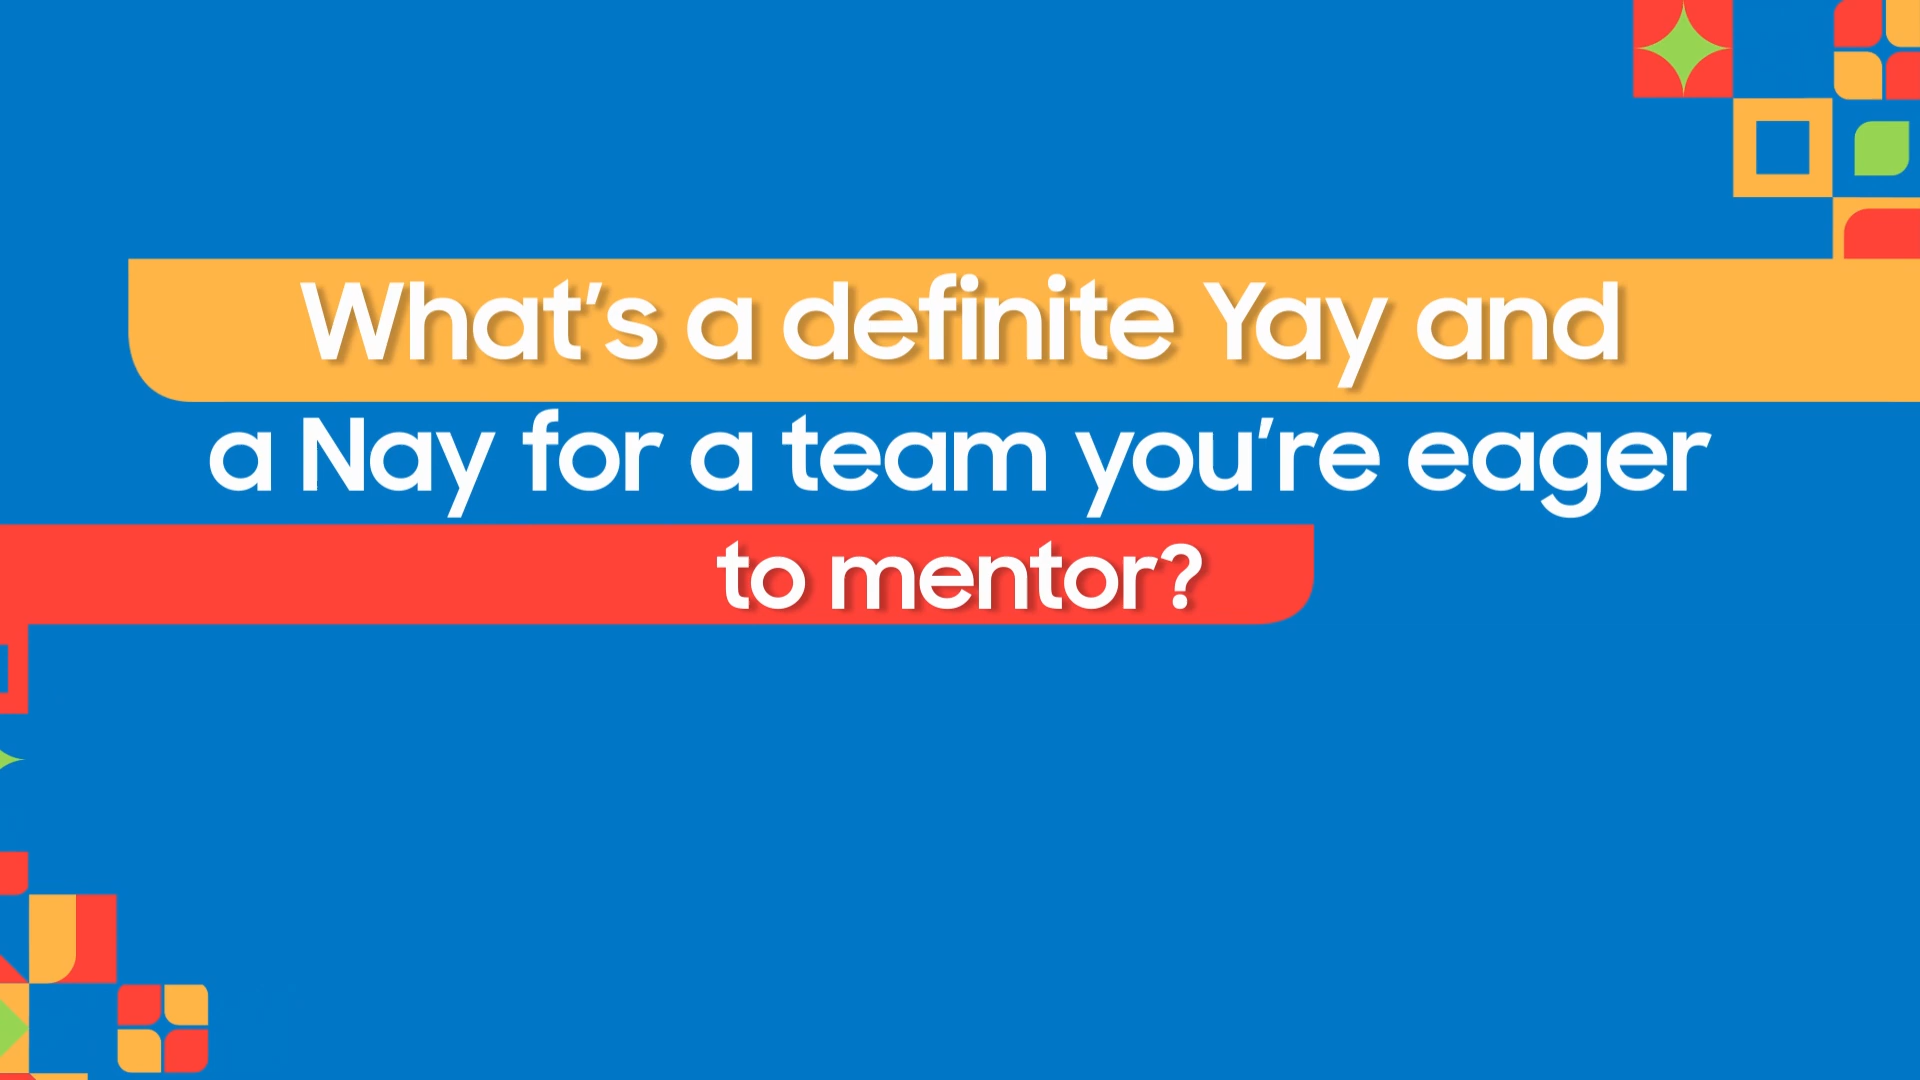 What's a definite Yay and
a Nay for a team you're eager
to mentor?